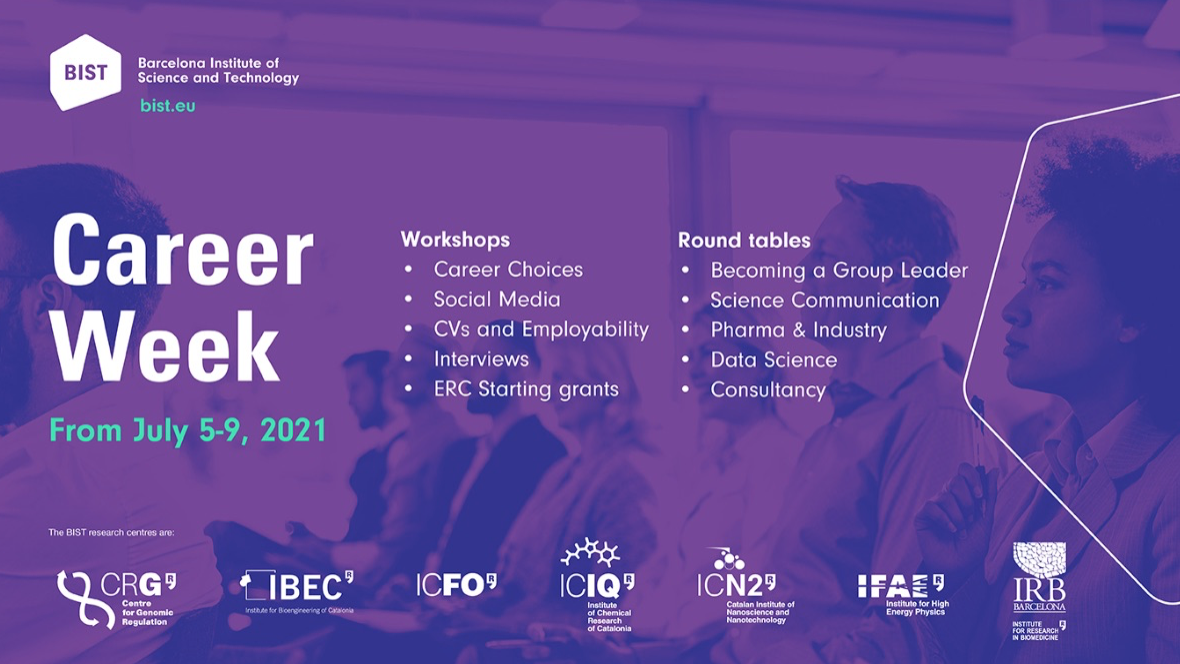 BIST
Barcelona Institute of
Science and Technology
bist.eu
Career
Week
From July 5-9, 2021
Workshops
• Career Choices
• Social Media
• CVs and Employability
• Interviews
• ERC Starting grants
Round tables
• Becoming a Group Leader
• Science Communication
• Pharma & Industry
• Data Science
• Consultancy
The BIST research centres are:
CRG R
Centre
for Genomic
Regulation
IBEC R
Institute for Bioengineering of Catalonia
ICFO R
ICIQ R
Institute
of Chemical
Research
of Catalonia
ICN2 R
Catalan Institute of
Nanoscience and
Nanotechnology
IFAE R
Institute for High
Energy Physics
IRB
BARCELONA
INSTITUTE R
FOR RESEARCH
IN BIOMEDICINE